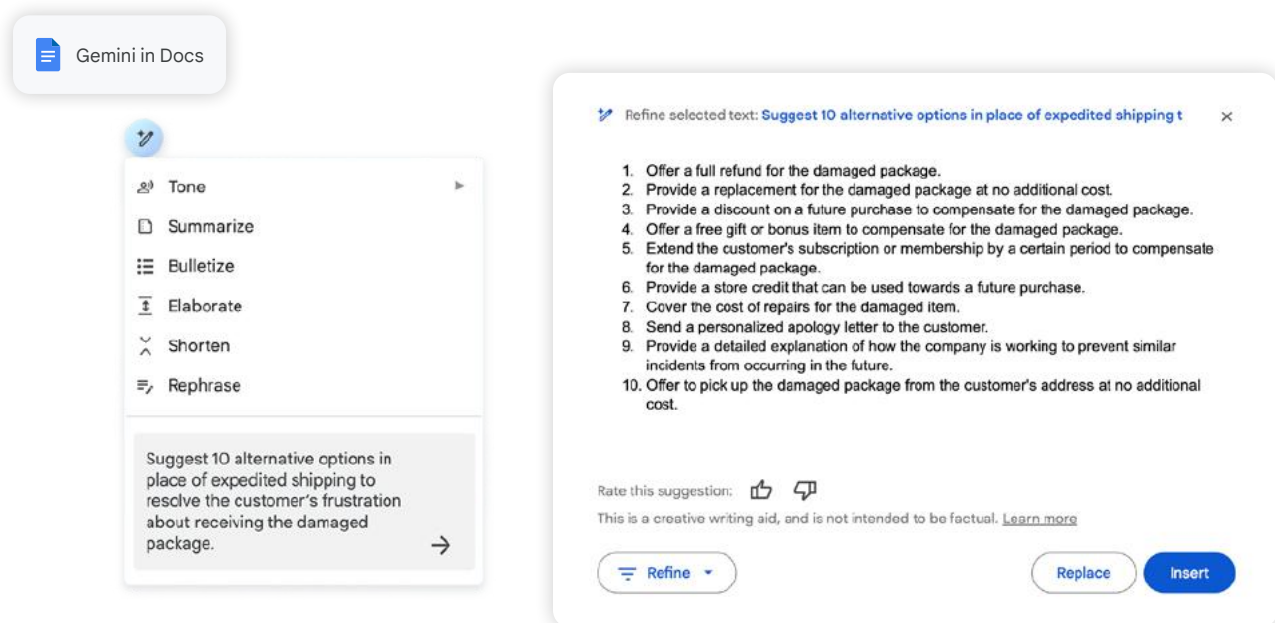 Gemini in Docs
Tone
Summarize
Bulletize
Elaborate
Shorten
Rephrase
Suggest 10 alternative options in
place of expedited shipping to
resolve the customer's frustration
about receiving the damaged
package.
Refine selected text: Suggest 10 alternative options in place of expedited shipping t
1. Offer a full refund for the damaged package.
2. Provide a replacement for the damaged package at no additional cost.
3. Provide a discount on a future purchase to compensate for the damaged package.
4. Offer a free gift or bonus item to compensate for the damaged package.
5. Extend the customer's subscription or membership by a certain period to compensate
for the damaged package.
6. Provide a store credit that can be used towards a future purchase.
7. Cover the cost of repairs for the damaged item.
8. Send a personalized apology letter to the customer.
9. Provide a detailed explanation of how the company is working to prevent similar
incidents from occurring in the future.
10. Offer to pick up the damaged package from the customer's address at no additional
cost.
Rate this suggestion:
This is a creative writing aid, and is not intended to be factual. Learn more
Refine
Replace
Insert